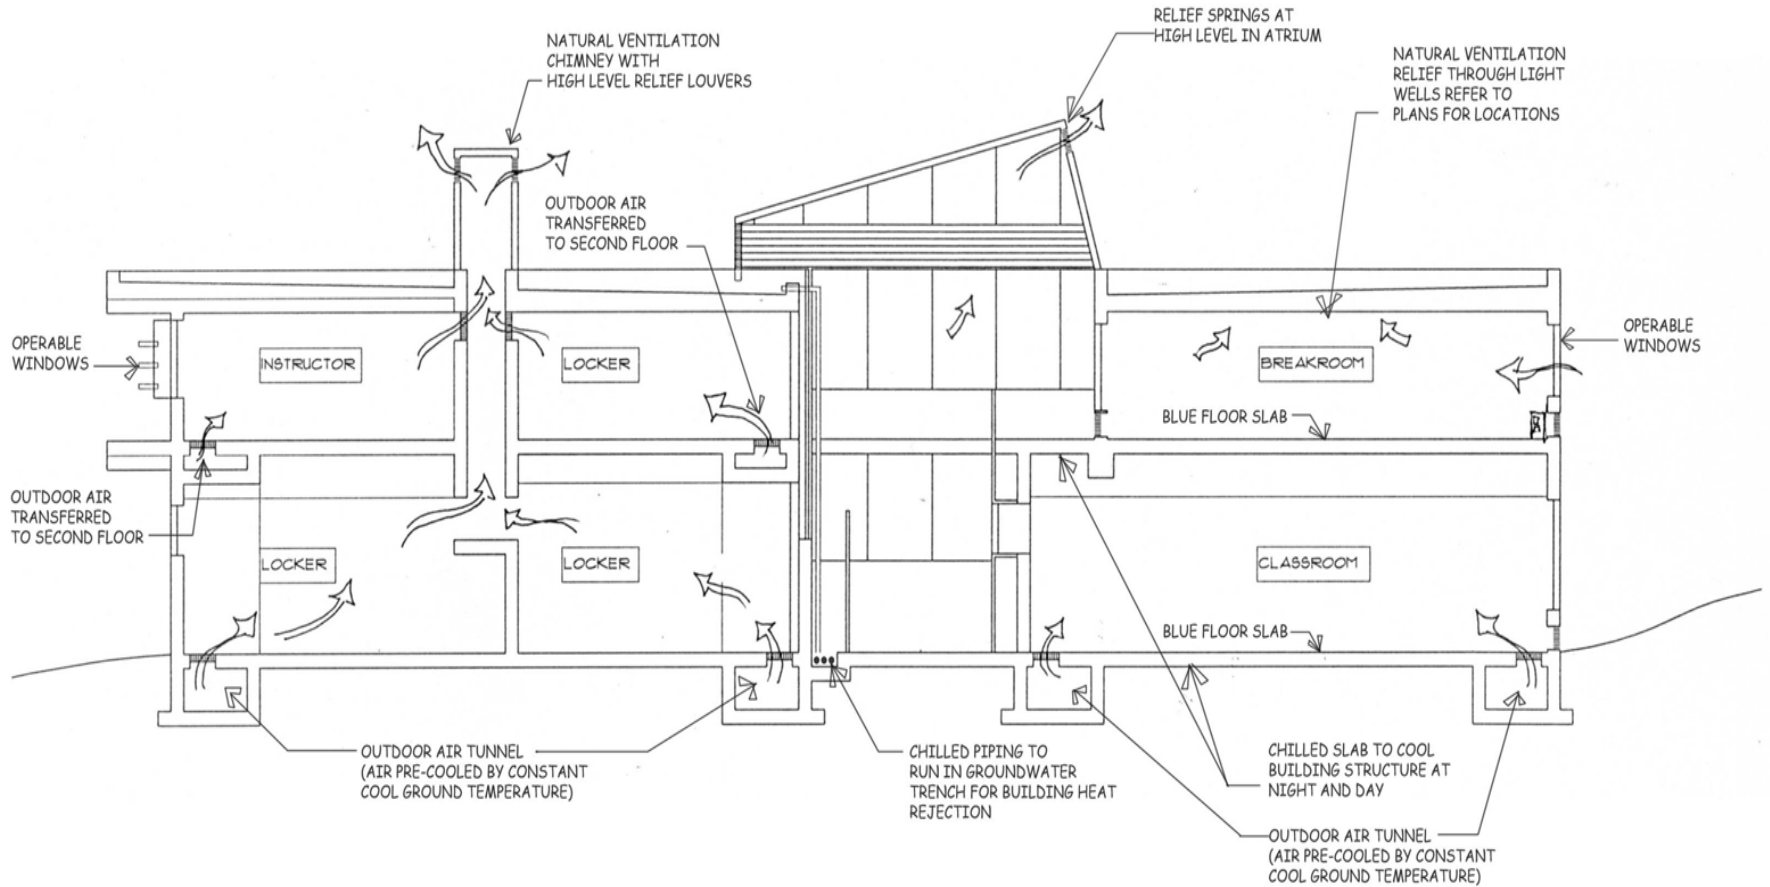 RELIEF SPRINGS AT
HIGH LEVEL IN ATRIUM
NATURAL VENTILATION
CHIMNEY WITH
HIGH LEVEL RELIEF LOUVERS
NATURAL VENTILATION
RELIEF THROUGH LIGHT
WELLS REFER TO
PLANS FOR LOCATIONS
OUTDOOR AIR
TRANSFERRED
TO SECOND FLOOR
OPERABLE
WINDOWS
INSTRUCTOR
LOCKER
BREAKROOM
OPERABLE
WINDOWS
BLUE FLOOR SLAB
OUTDOOR AIR
TRANSFERRED
TO SECOND FLOOR
LOCKER
LOCKER
CLASSROOM
BLUE FLOOR SLAB
OUTDOOR AIR TUNNEL
(AIR PRE-COOLED BY CONSTANT
COOL GROUND TEMPERATURE)
CHILLED PIPING TO
RUN IN GROUNDWATER
TRENCH FOR BUILDING HEAT
REJECTION
CHILLED SLAB TO COOL
BUILDING STRUCTURE AT
NIGHT AND DAY
OUTDOOR AIR TUNNEL
(AIR PRE-COOLED BY CONSTANT
COOL GROUND TEMPERATURE)